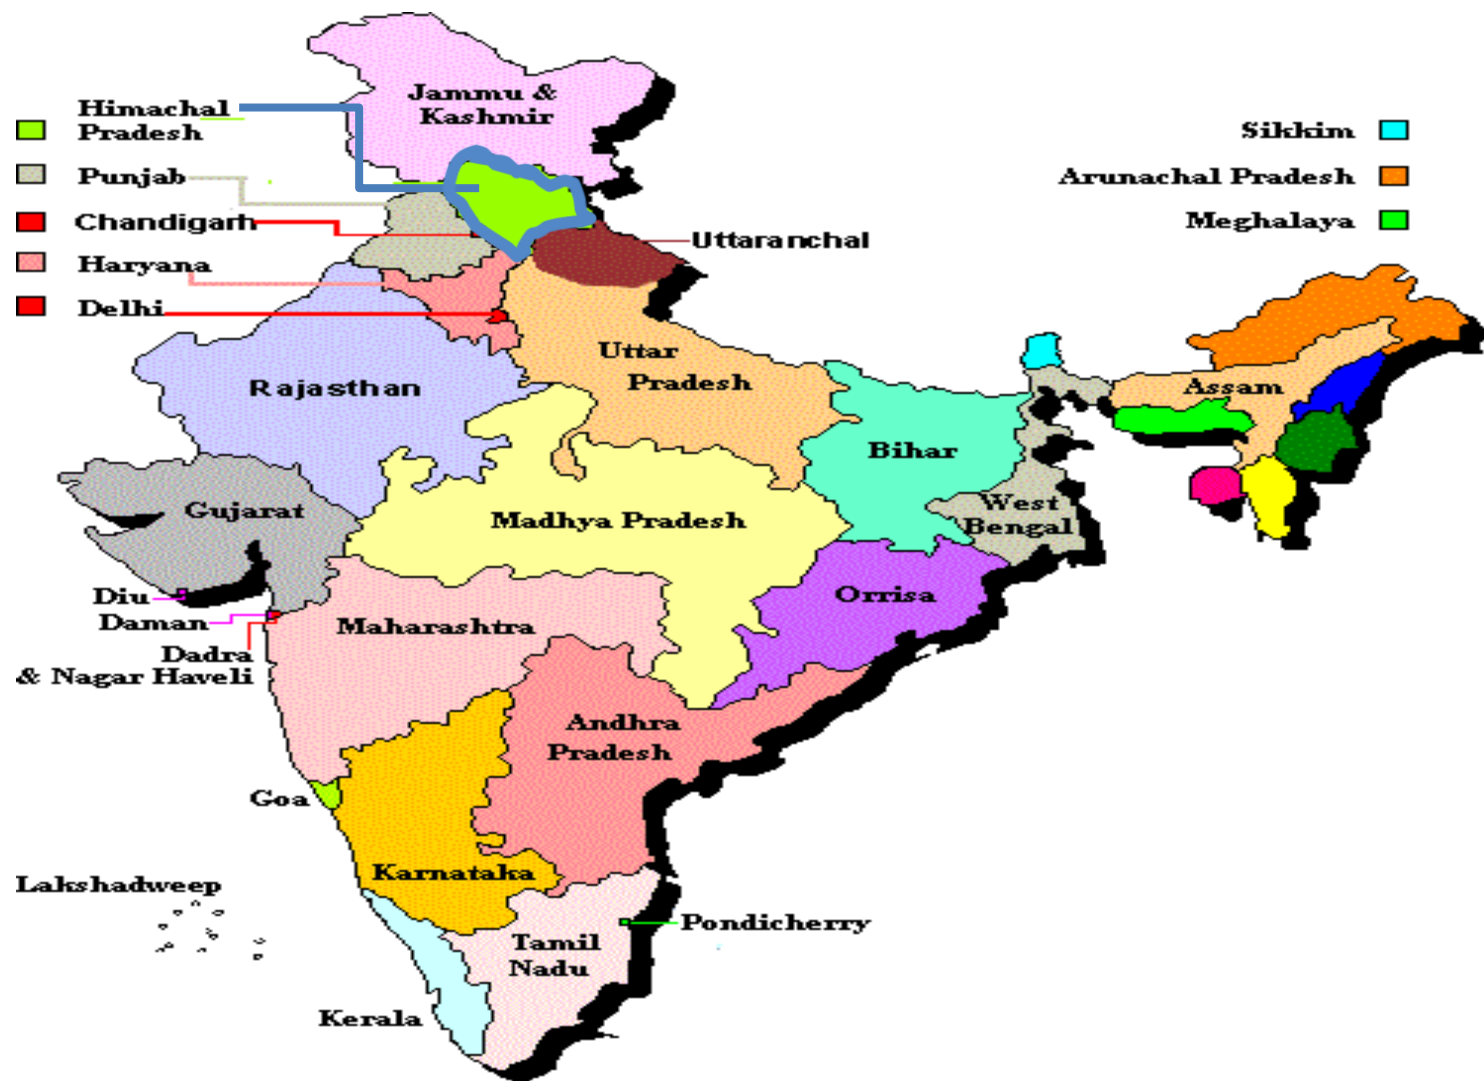 Jammu &
Kashmir
Himachal
Pradesh
Punjab
Chandigarh
Haryana
Delhi
Sikkim
Arunachal Pradesh
Meghalaya
Uttaranchal
Uttar
Pradesh
Rajasthan
Assam
Bihar
Gujarat
Madhya Pradesh
West
Bengal
Orrisa
Diu
Daman
Dadra
& Nagar Haveli
Maharashtra
Andhra
Pradesh
Goa
Karnataka
Lakshadweep
Pondicherry
Tamil
Nadu
Kerala